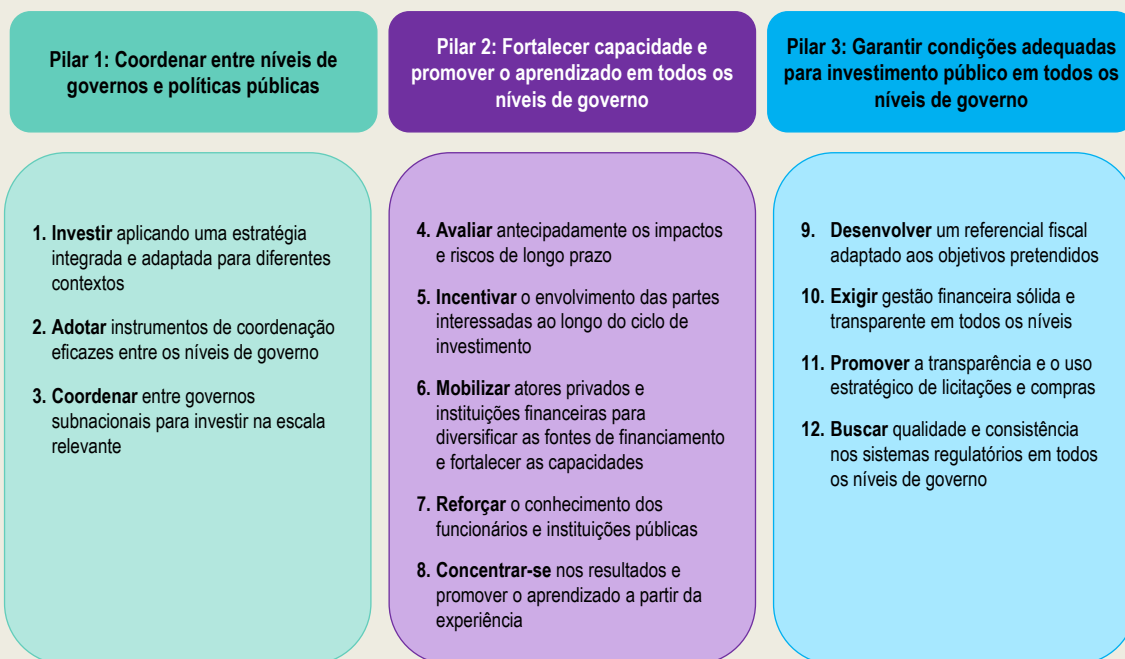 Pilar 1: Coordenar entre níveis de
governos e políticas públicas
1. Investir aplicando uma estratégia
integrada e adaptada para diferentes
contextos
2. Adotar instrumentos de coordenação
eficazes entre os níveis de governo
3. Coordenar entre governos
subnacionais para investir na escala
relevante
Pilar 2: Fortalecer capacidade e
promover o aprendizado em todos os
níveis de governo
4. Avaliar antecipadamente os impactos
e riscos de longo prazo
5. Incentivar o envolvimento das partes
interessadas ao longo do ciclo de
investimento
6. Mobilizar atores privados e
instituições financeiras para
diversificar as fontes de financiamento
e fortalecer as capacidades
7. Reforçar o conhecimento dos
funcionários e instituições públicas
8. Concentrar-se nos resultados e
promover o aprendizado a partir da
experiência
Pilar 3: Garantir condições adequadas
para investimento público em todos os
níveis de governo
9. Desenvolver um referencial fiscal
adaptado aos objetivos pretendidos
10. Exigir gestão financeira sólida e
transparente em todos os níveis
11. Promover a transparência e o uso
estratégico de licitações e compras
12. Buscar qualidade e consistência
nos sistemas regulatórios em todos
os níveis de governo